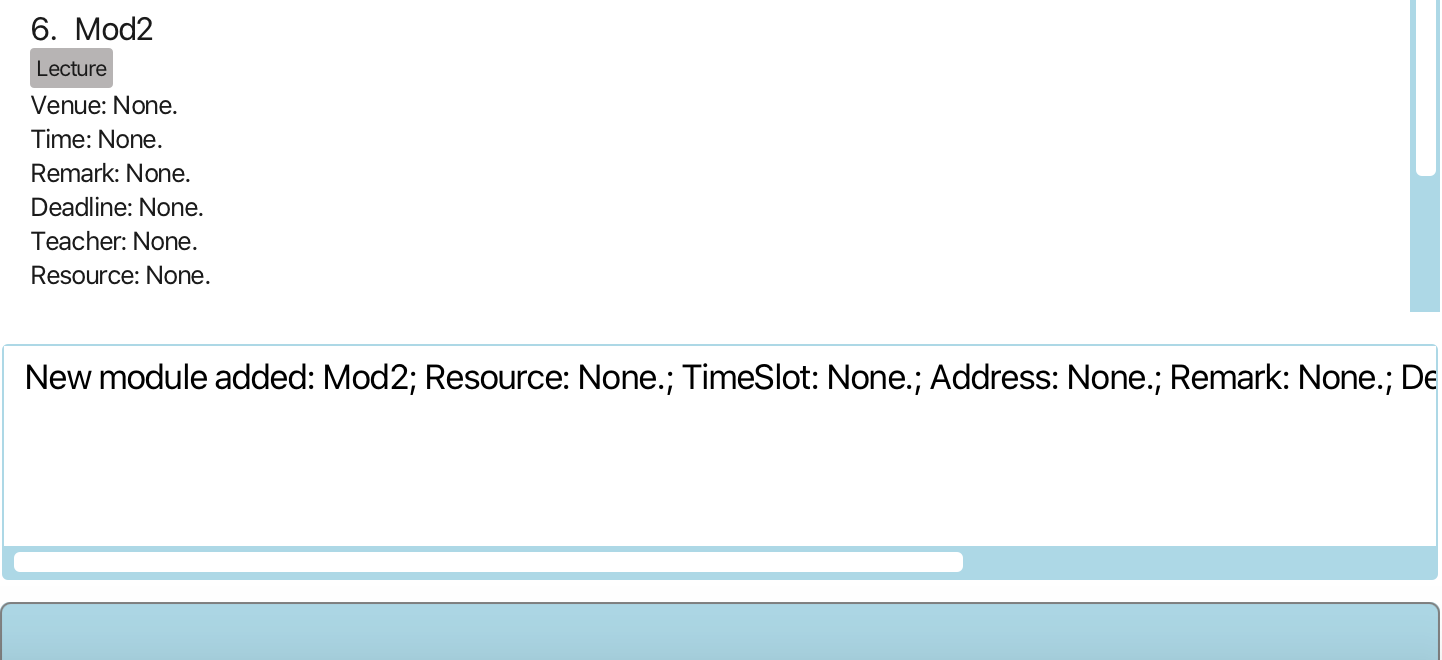 6. Mod2
Lecture
Venue: None.
Time: None.
Remark: None.
Deadline: None.
Teacher: None.
Resource: None.
New module added: Mod2; Resource: None.; TimeSlot: None.; Address: None.; Remark: None.; De